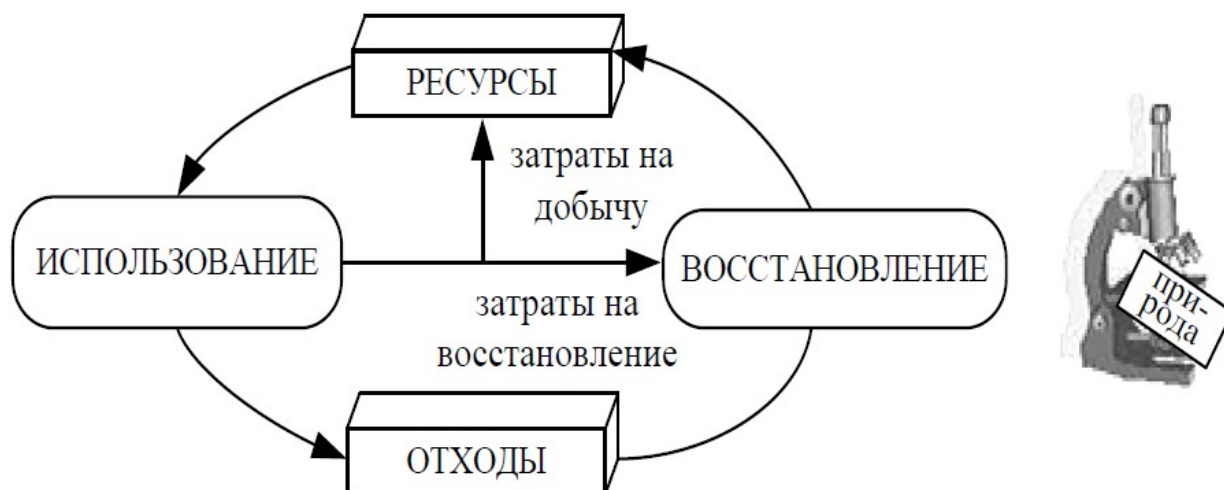 РЕСУРСЫ
затраты на
добычу
ИСПОЛЬЗОВАНИЕ
ВОССТАНОВЛЕНИЕ
затраты на
восстановление
ОТХОДЫ
при-
рода